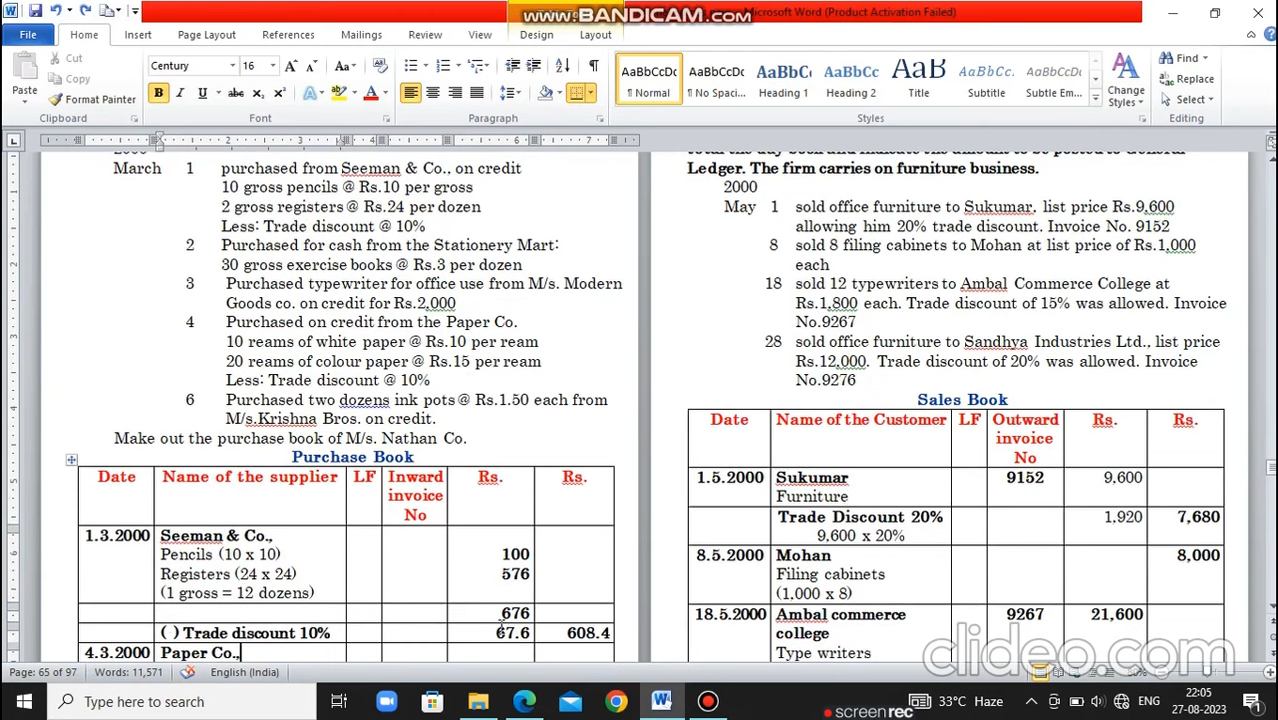 www.BANDICAM.com
Microsoft Word (Product Activation Failed)
File Home Insert Page Layout References Mailings Review View Design Layout
Paste
Cut
Copy
Format Painter
Century 16
Change Styles
Find
Replace
Select
AaBbCcDc AaBbCcDc AaBbC AaBbCc AaB AaBbCc. AaBbCcDc
¶ Normal ¶ No Spaci... Heading 1 Heading 2 Title Subtitle Subtle Em...
Clipboard Font Paragraph Styles Editing
March 1 purchased from Seeman & Co., on credit
10 gross pencils @ Rs.10 per gross
2 gross registers @ Rs.24 per dozen
Less: Trade discount @ 10%
2 Purchased for cash from the Stationery Mart:
30 gross exercise books @ Rs.3 per dozen
3 Purchased typewriter for office use from M/s. Modern
Goods co. on credit for Rs.2,000
4 Purchased on credit from the Paper Co.
10 reams of white paper @ Rs.10 per ream
20 reams of colour paper @ Rs.15 per ream
Less: Trade discount @ 10%
6 Purchased two dozens ink pots @ Rs.1.50 each from
M/s.Krishna Bros. on credit.
Make out the purchase book of M/s. Nathan Co.
Purchase Book
Date Name of the supplier LF Inward invoice No Rs. Rs.
1.3.2000 Seeman & Co.,
Pencils (10 x 10) 100
Registers (24 x 24) 576
(1 gross = 12 dozens)
676
( ) Trade discount 10% 67.6 608.4
4.3.2000 Paper Co.,
Ledger. The firm carries on furniture business.
2000
May 1 sold office furniture to Sukumar, list price Rs.9,600
allowing him 20% trade discount. Invoice No. 9152
8 sold 8 filing cabinets to Mohan at list price of Rs.1,000
each
18 sold 12 typewriters to Ambal Commerce College at
Rs.1,800 each. Trade discount of 15% was allowed. Invoice
No.9267
28 sold office furniture to Sandhya Industries Ltd., list price
Rs.12,000. Trade discount of 20% was allowed. Invoice
No.9276
Sales Book
Date Name of the Customer LF Outward invoice No Rs. Rs.
1.5.2000 Sukumar 9152 9,600
Furniture
Trade Discount 20% 1,920 7,680
9,600 x 20%
8.5.2000 Mohan 8,000
Filing cabinets
(1,000 x 8)
18.5.2000 Ambal commerce 9267 21,600
college
Type writers
clideo.com
Page: 65 of 97 Words: 11,571 English (India)
Type here to search
33°C Haze ENG 22:05
27-08-2023
screen rec